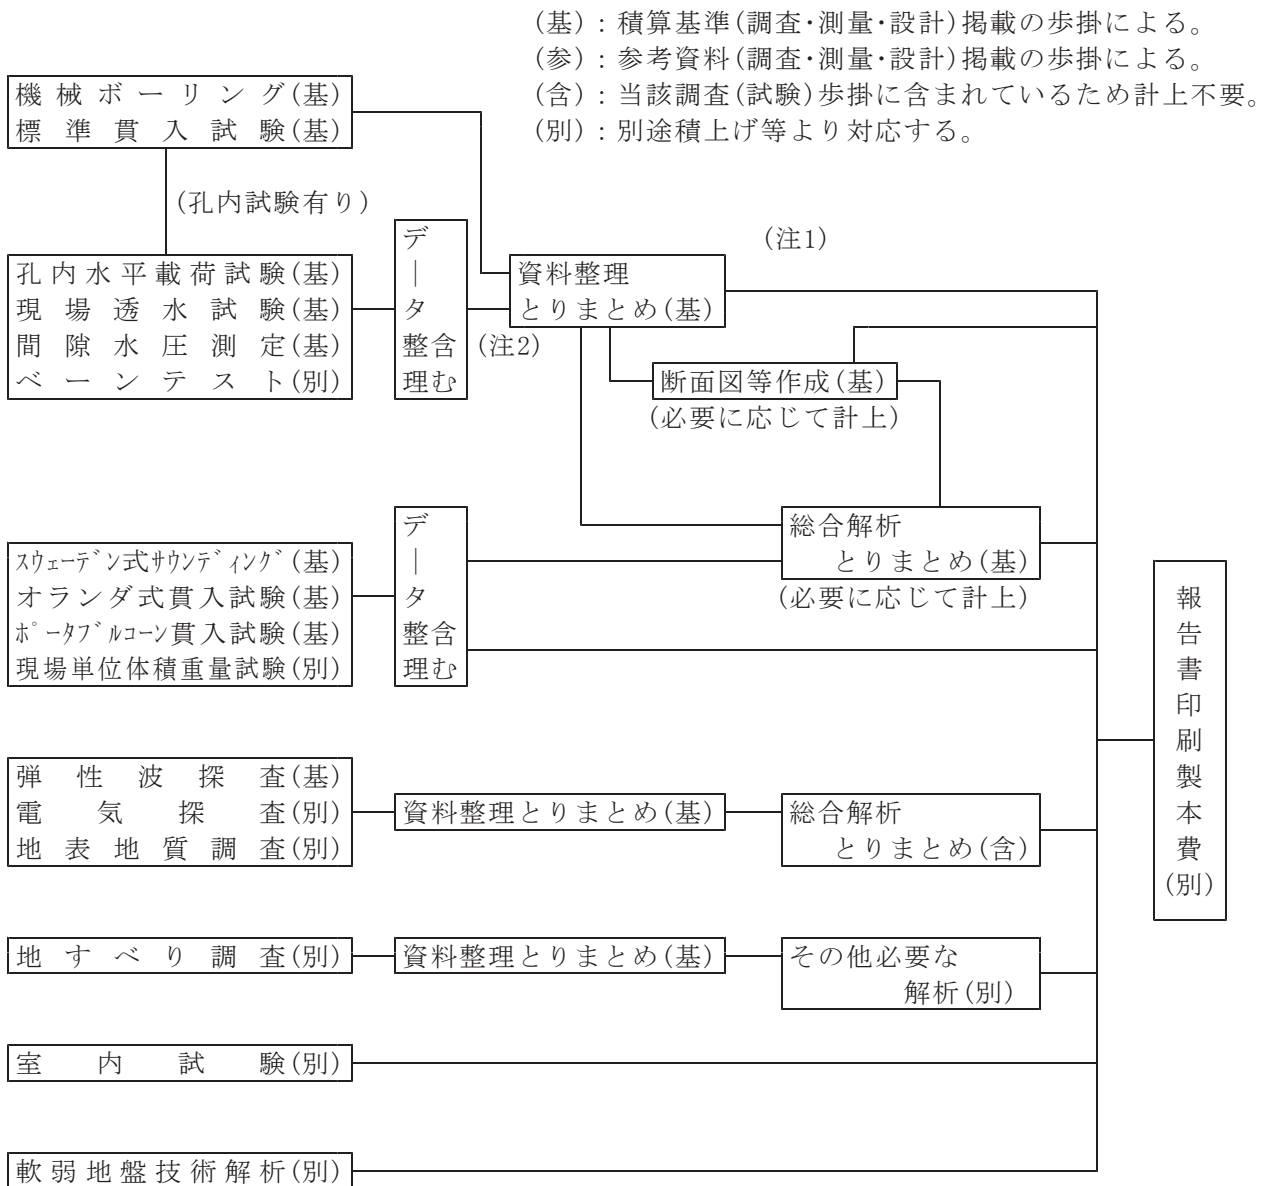 (基)：積算基準(調査･測量･設計)掲載の歩掛による。
(参)：参考資料(調査･測量･設計)掲載の歩掛による。
(含)：当該調査(試験)歩掛に含まれているため計上不要。
(別)：別途積上げ等より対応する。
機械ボーリング(基)
標準貫入試験(基)
(孔内試験有り)
孔内水平載荷試験(基)
現場透水試験(基)
間隙水圧測定(基)
ベーンテスト(別)
データ整理含む
(注2)
資料整理
とりまとめ(基)
(注1)
断面図等作成(基)
(必要に応じて計上)
総合解析
とりまとめ(基)
(必要に応じて計上)
ｽｳｪｰﾃﾞﾝ式ｻｳﾝﾃﾞｨﾝｸﾞ(基)
オランダ式貫入試験(基)
ﾎﾟｰﾀﾌﾞﾙｺｰﾝ貫入試験(基)
現場単位体積重量試験(別)
データ整理含む
弾性波探査(基)
電気探査(別)
地表地質調査(別)
資料整理とりまとめ(基)
総合解析
とりまとめ(含)
地すべり調査(別)
資料整理とりまとめ(基)
その他必要な
解析(別)
室内試験(別)
軟弱地盤技術解析(別)
報告書印刷製本費(別)